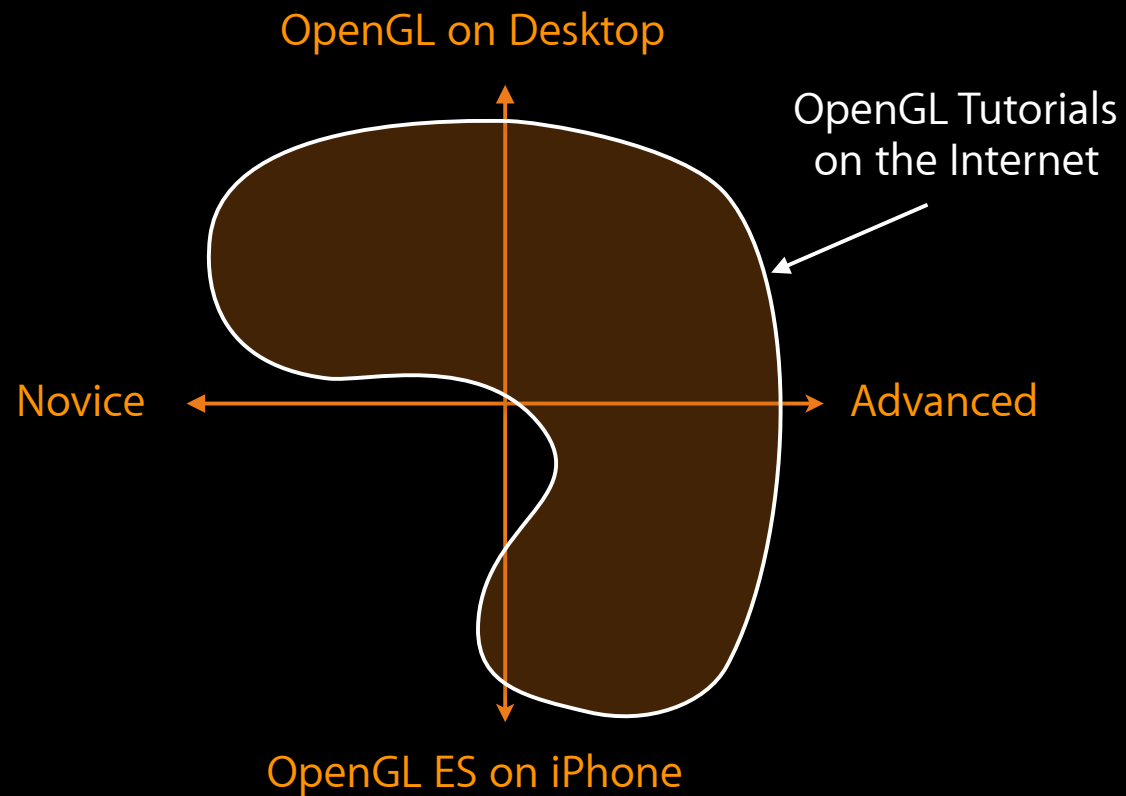 OpenGL on Desktop
OpenGL Tutorials
on the Internet
Novice
Advanced
OpenGL ES on iPhone